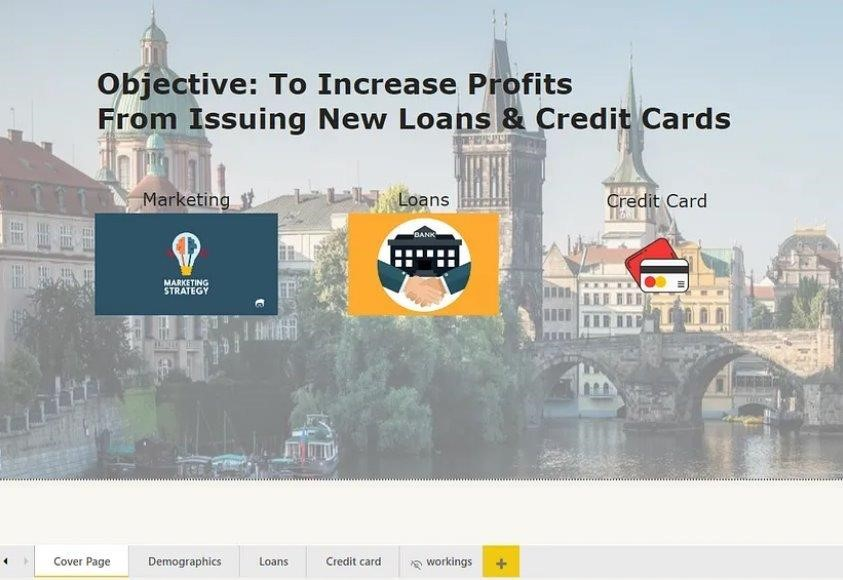 Objective: To Increase Profits
From Issuing New Loans & Credit Cards
Marketing
Loans
Credit Card
MARKETING
STRATEGY
BANK
Cover Page
Demographics
Loans
Credit card
workings
+